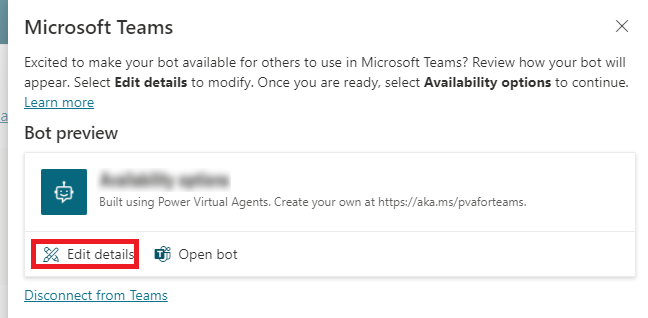 Microsoft Teams
Excited to make your bot available for others to use in Microsoft Teams? Review how your bot will
appear. Select Edit details to modify. Once you are ready, select Availability options to continue.
Learn more
Bot preview
Built using Power Virtual Agents. Create your own at https://aka.ms/pvaforteams.
Edit details
Open bot
Disconnect from Teams